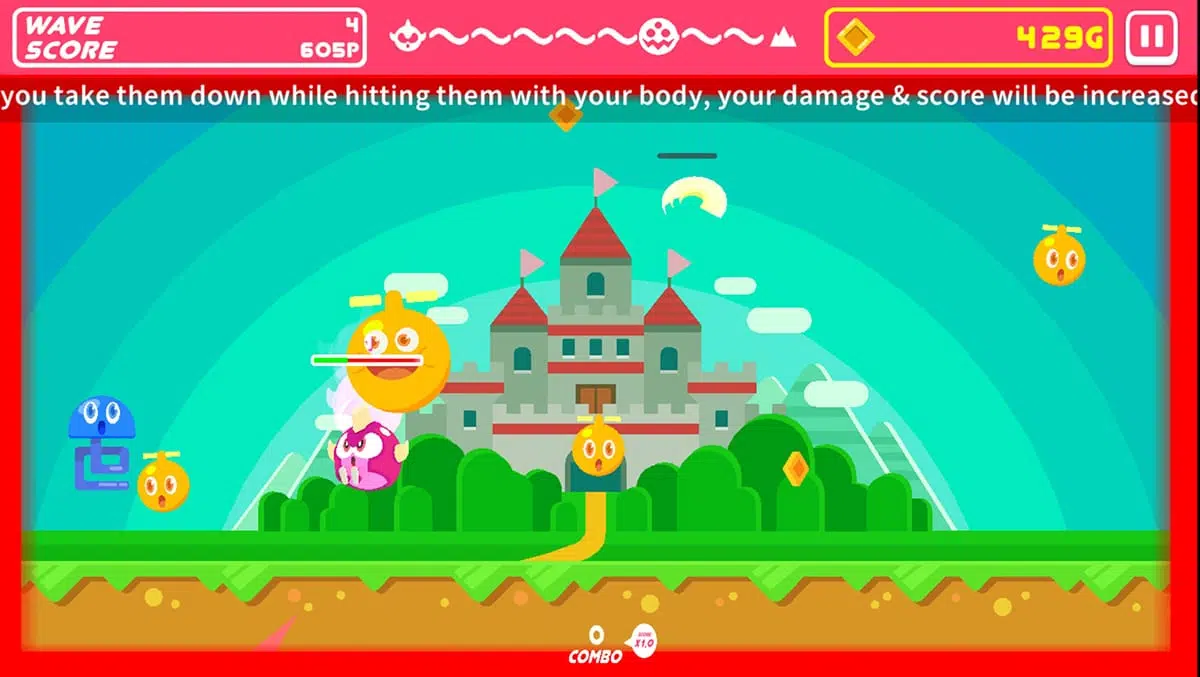 WAVE 4
SCORE 605P
429G
you take them down while hitting them with your body, your damage & score will be increased
0
COMBO
X1.0